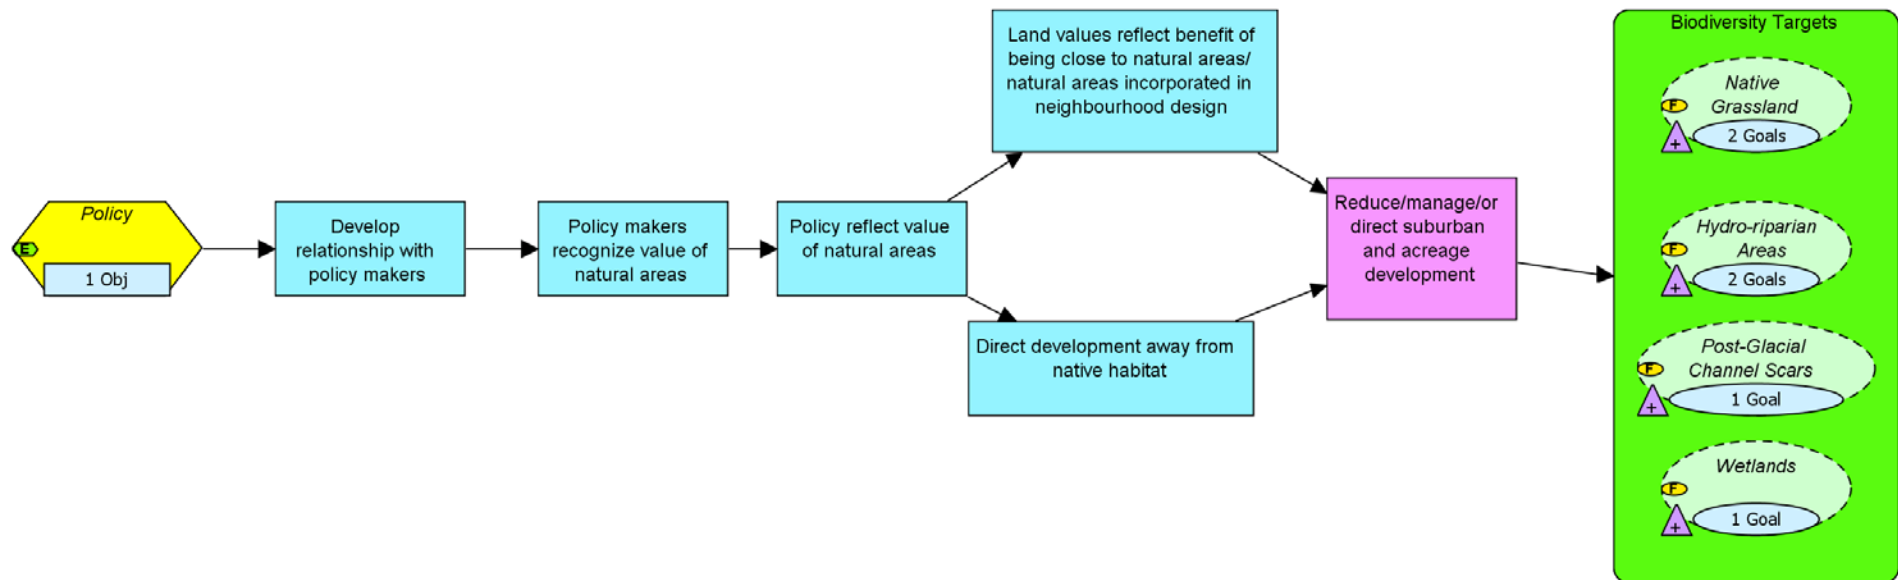 Policy
E
1 Obj
Develop
relationship with
policy makers
Policy makers
recognize value of
natural areas
Policy reflect value
of natural areas
Land values reflect benefit of
being close to natural areas/
natural areas incorporated in
neighbourhood design
Direct development away from
native habitat
Reduce/manage/or
direct suburban
and acreage
development
Biodiversity Targets
Native
Grassland
F
+
2 Goals
Hydro-riparian
Areas
F
+
2 Goals
Post-Glacial
Channel Scars
F
+
1 Goal
Wetlands
F
+
1 Goal